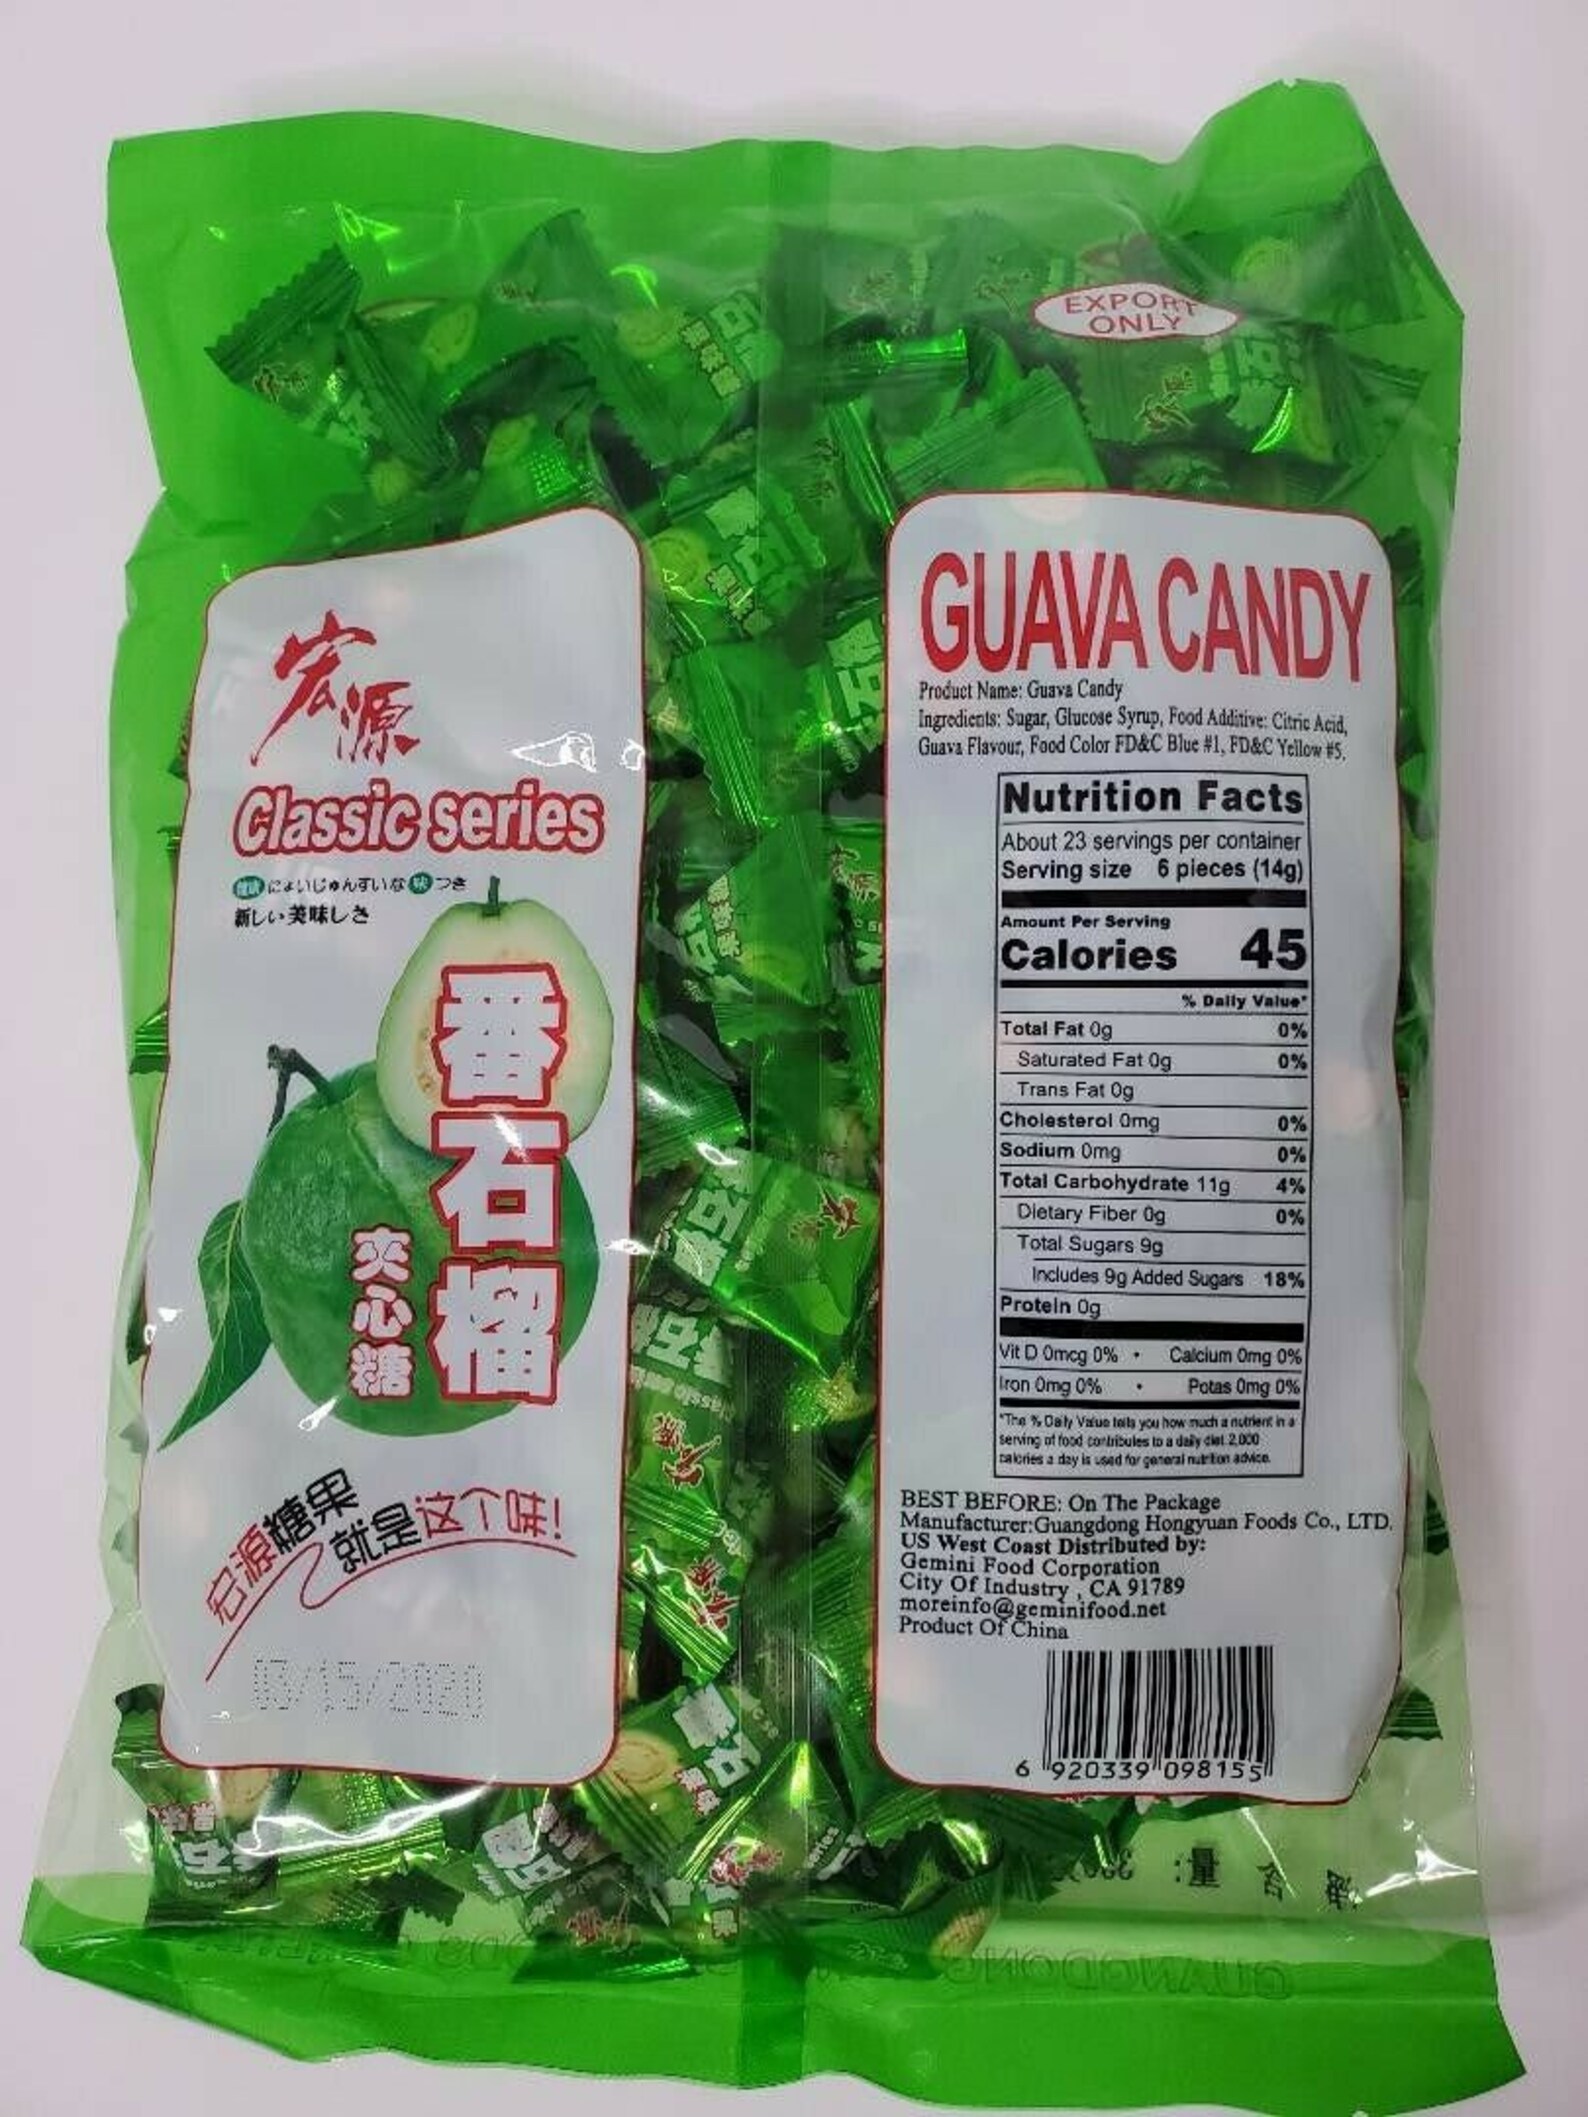 EXPORT
ONLY
宏源
Classic series
健康によいじゅんすいな味つき
新しい美味しさ
番石榴
夹心糖
宏源糖果
就是这个味!
03/15/2020
GUAVA CANDY
Product Name: Guava Candy
Ingredients: Sugar, Glucose Syrup, Food Additive: Citric Acid,
Guava Flavour, Food Color FD&C Blue #1, FD&C Yellow #5.
Nutrition Facts
About 23 servings per container
Serving size 6 pieces (14g)
Amount Per Serving
Calories 45
% Daily Value*
Total Fat 0g 0%
Saturated Fat 0g 0%
Trans Fat 0g
Cholesterol 0mg 0%
Sodium 0mg 0%
Total Carbohydrate 11g 4%
Dietary Fiber 0g 0%
Total Sugars 9g
Includes 9g Added Sugars 18%
Protein 0g
Vit D 0mcg 0% • Calcium 0mg 0%
Iron 0mg 0% • Potas 0mg 0%
*The % Daily Value tells you how much a nutrient in a
serving of food contributes to a daily diet. 2,000
calories a day is used for general nutrition advice.
BEST BEFORE: On The Package
Manufacturer:Guangdong Hongyuan Foods Co., LTD.
US West Coast Distributed by:
Gemini Food Corporation
City Of Industry , CA 91789
moreinfo@geminifood.net
Product Of China
6 920339 098155
GUANGDONG